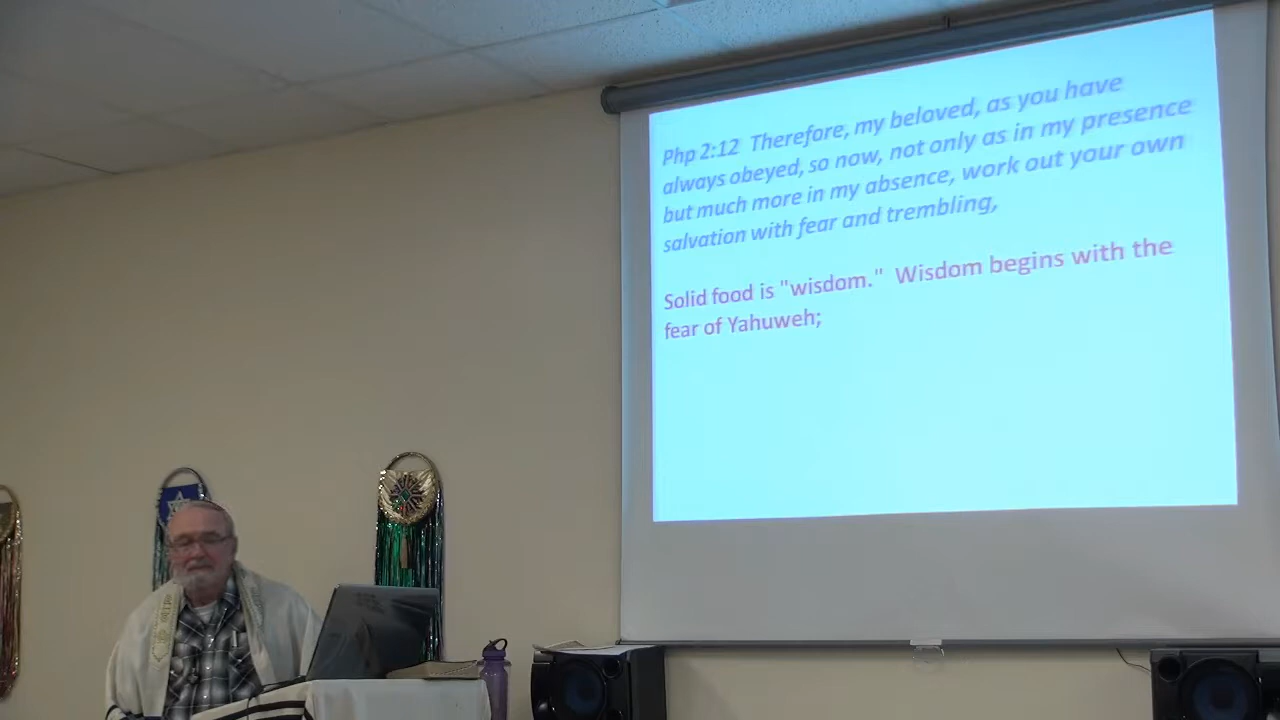 Php 2:12 Therefore, my beloved, as you have
always obeyed, so now, not only as in my presence
but much more in my absence, work out your own
salvation with fear and trembling,
Solid food is "wisdom." Wisdom begins with the
fear of Yahuweh;